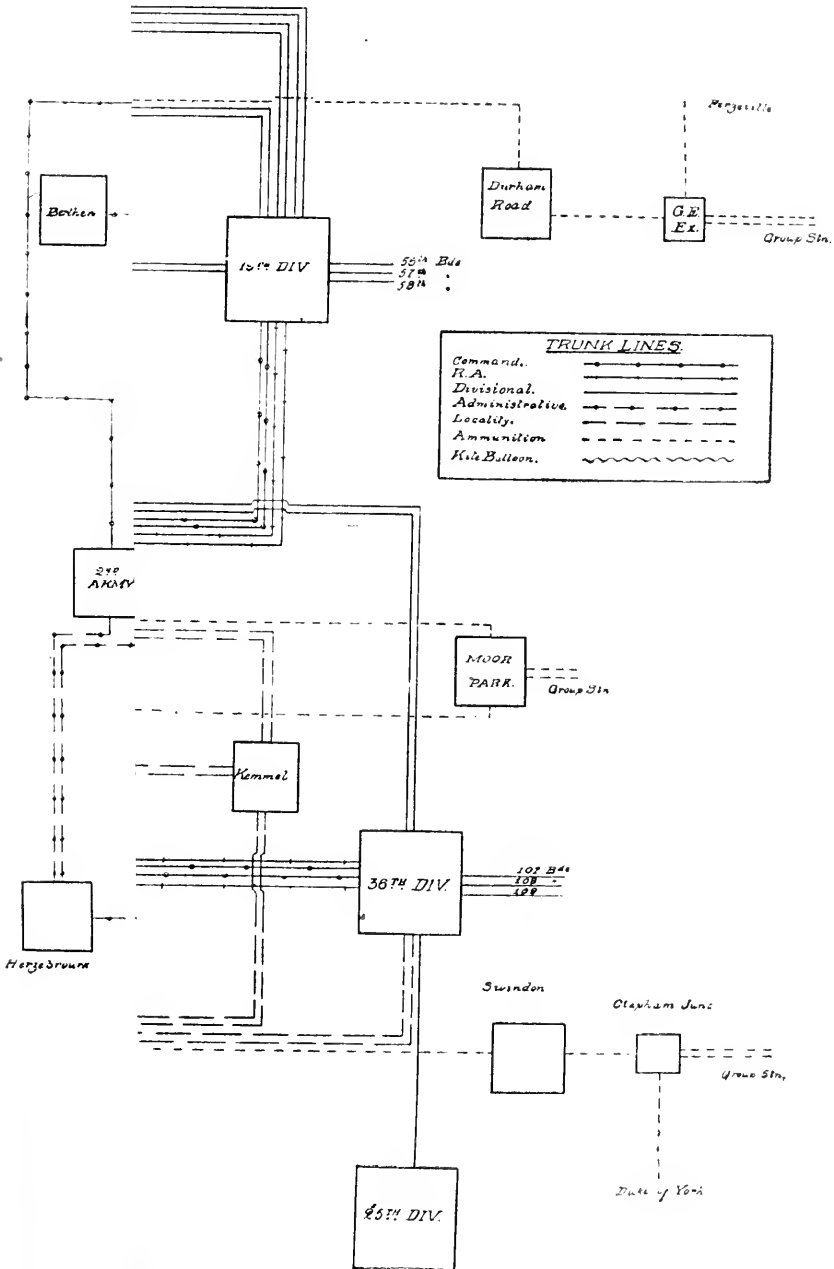 Durham
Road
G.E.
Ex.
Group Stn.
19TH DIV
56th Bde
57th "
58th "
TRUNK LINES.
Command.
R.A.
Divisional.
Administrative.
Locality.
Ammunition
Kite Balloon.
2ND
ARMY
MOOR
PARK.
Group Stn
Kemmel
36TH DIV.
107 Bde
108 "
109
Swindon
Clapham Junc
Group Stn.
Duke of York
25TH DIV.